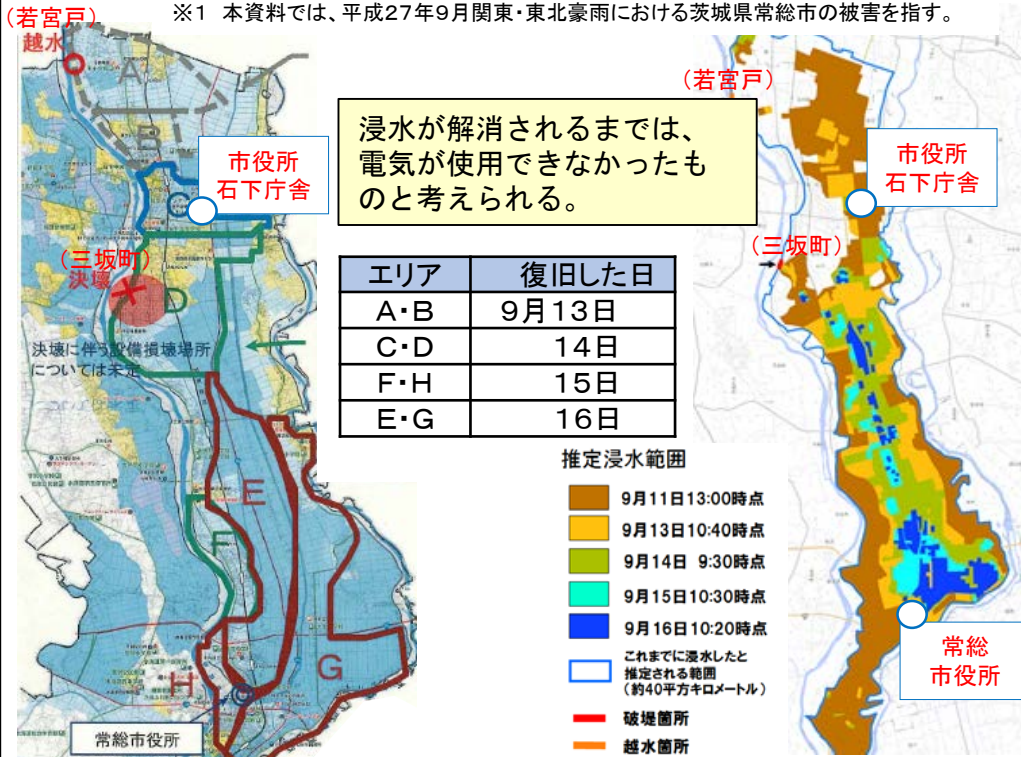 ※1 本資料では、平成27年9月関東・東北豪雨における茨城県常総市の被害を指す。
(若宮戸)
越水
A
B
市役所
石下庁舎
C
(三坂町)
決壊
D
決壊に伴う設備損壊場所
については未定
E
F
G
H
常総市役所
浸水が解消されるまでは、
電気が使用できなかったも
のと考えられる。
エリア 復旧した日
A・B 9月13日
C・D 14日
F・H 15日
E・G 16日
(若宮戸)
市役所
石下庁舎
(三坂町)
常総
市役所
推定浸水範囲
9月11日13:00時点
9月13日10:40時点
9月14日 9:30時点
9月15日10:30時点
9月16日10:20時点
これまでに浸水したと
推定される範囲
(約40平方キロメートル)
破堤箇所
越水箇所